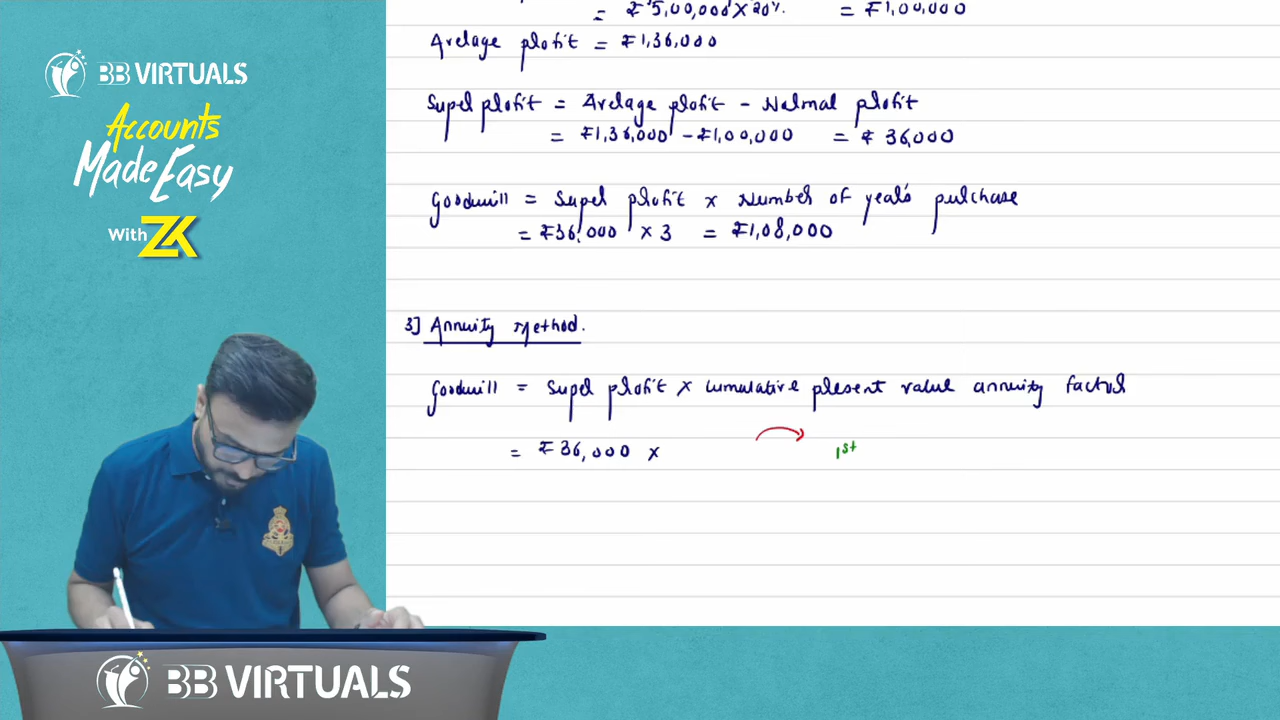 BB VIRTUALS
Accounts
Made Easy
With ZK
= ₹5,00,000 × 20% = ₹1,00,000
Average profit = ₹1,36,000
Super profit = Average profit - Normal profit
= ₹1,36,000 - ₹1,00,000 = ₹36,000
Goodwill = Super profit × Number of year's purchase
= ₹36,000 × 3 = ₹1,08,000
3] Annuity Method.
Goodwill = Super profit × Cumulative present value annuity factor
= ₹36,000 × 1st
BB VIRTUALS